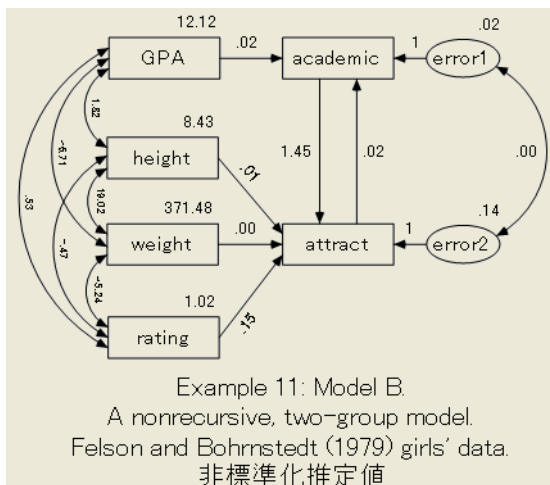 12.12
.02
GPA
.02
academic
1
error1
1.82
8.43
-6.71
height
-.01
1.45
.02
.00
.53
19.02
371.48
.14
weight
.00
attract
1
error2
-.47
-5.24
1.02
.15
rating
Example 11: Model B.
A nonrecursive, two-group model.
Felson and Bohrnstedt (1979) girls' data.
非標準化推定値